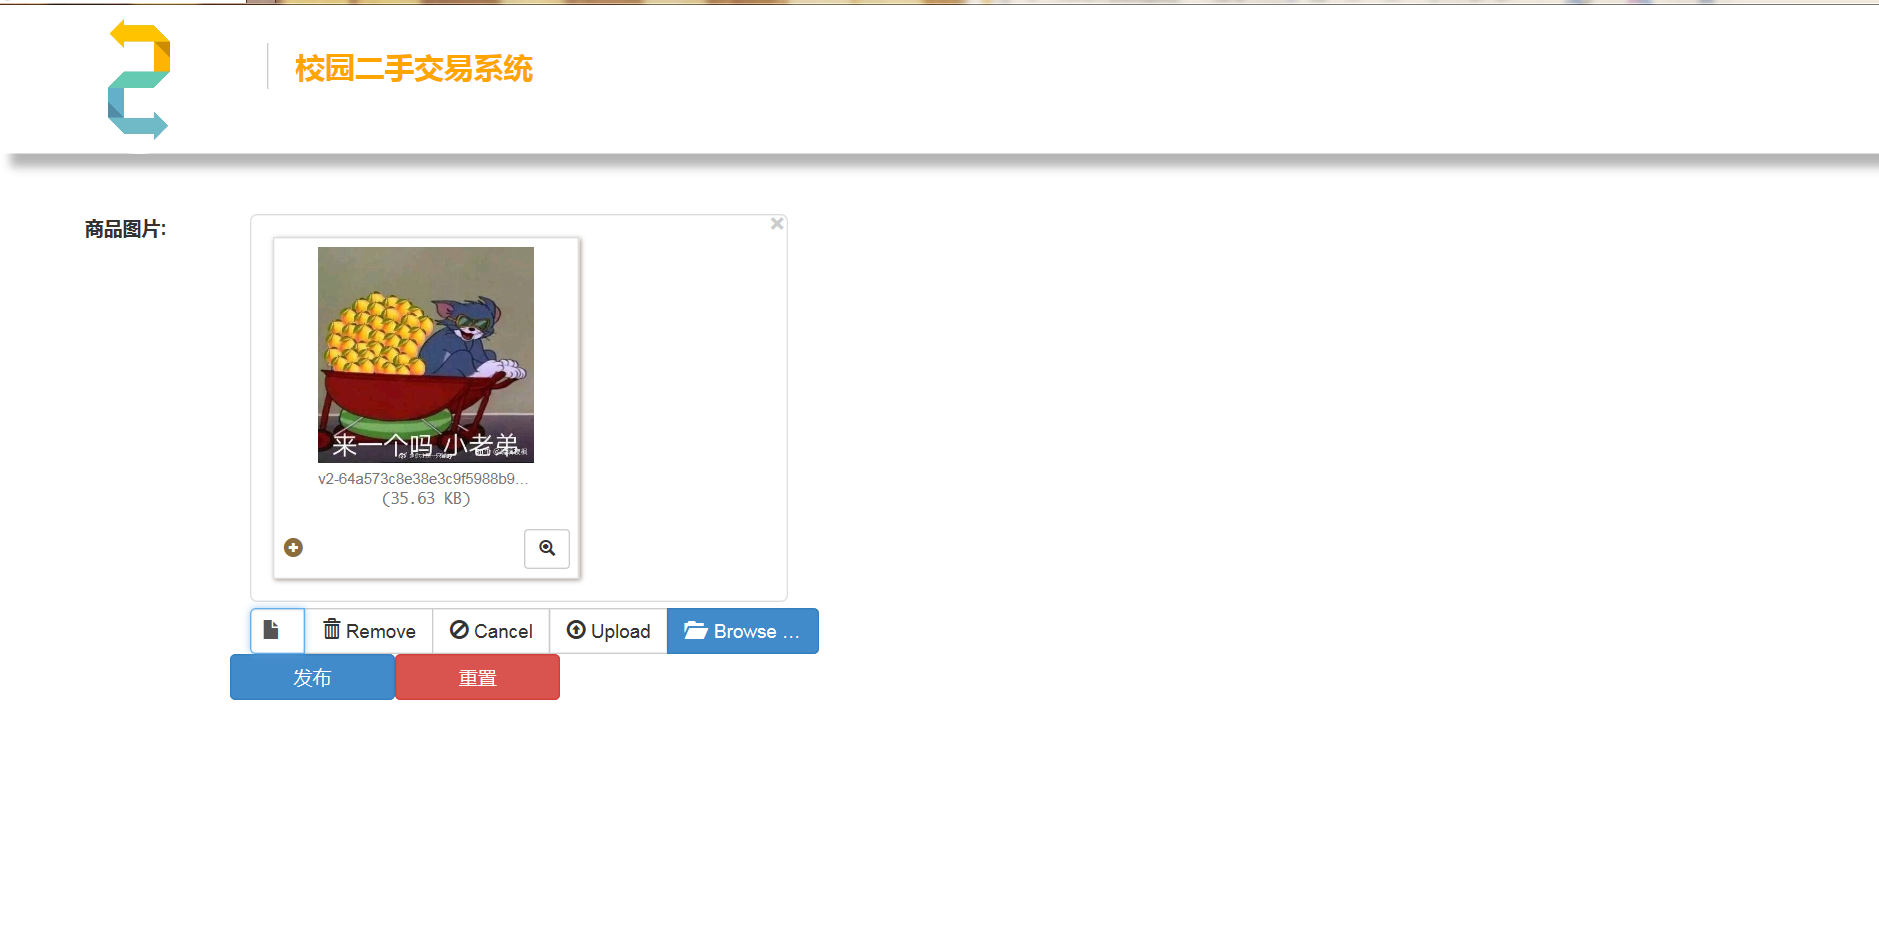 校园二手交易系统
商品图片:
来一个吗 小老弟
v2-64a573c8e38e3c9f5988b9...
(35.63 KB)
Remove Cancel Upload Browse ...
发布 重置